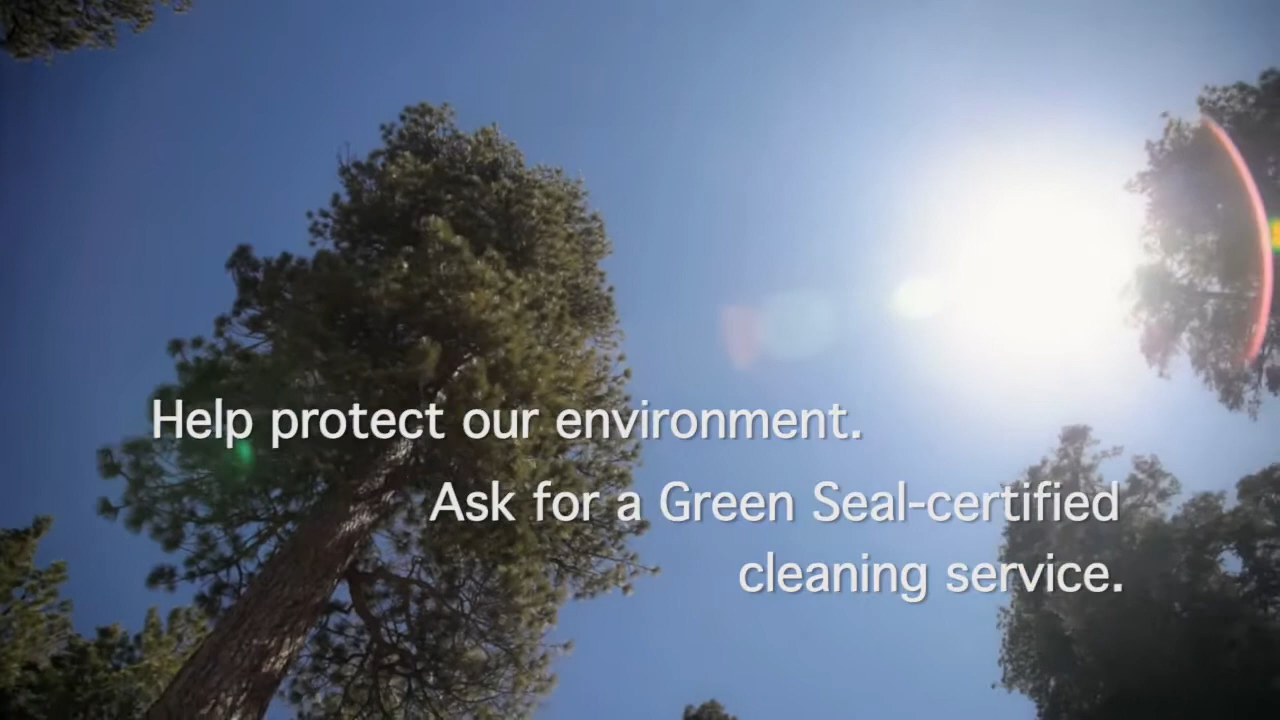 Help protect our environment.
Ask for a Green Seal-certified
cleaning service.